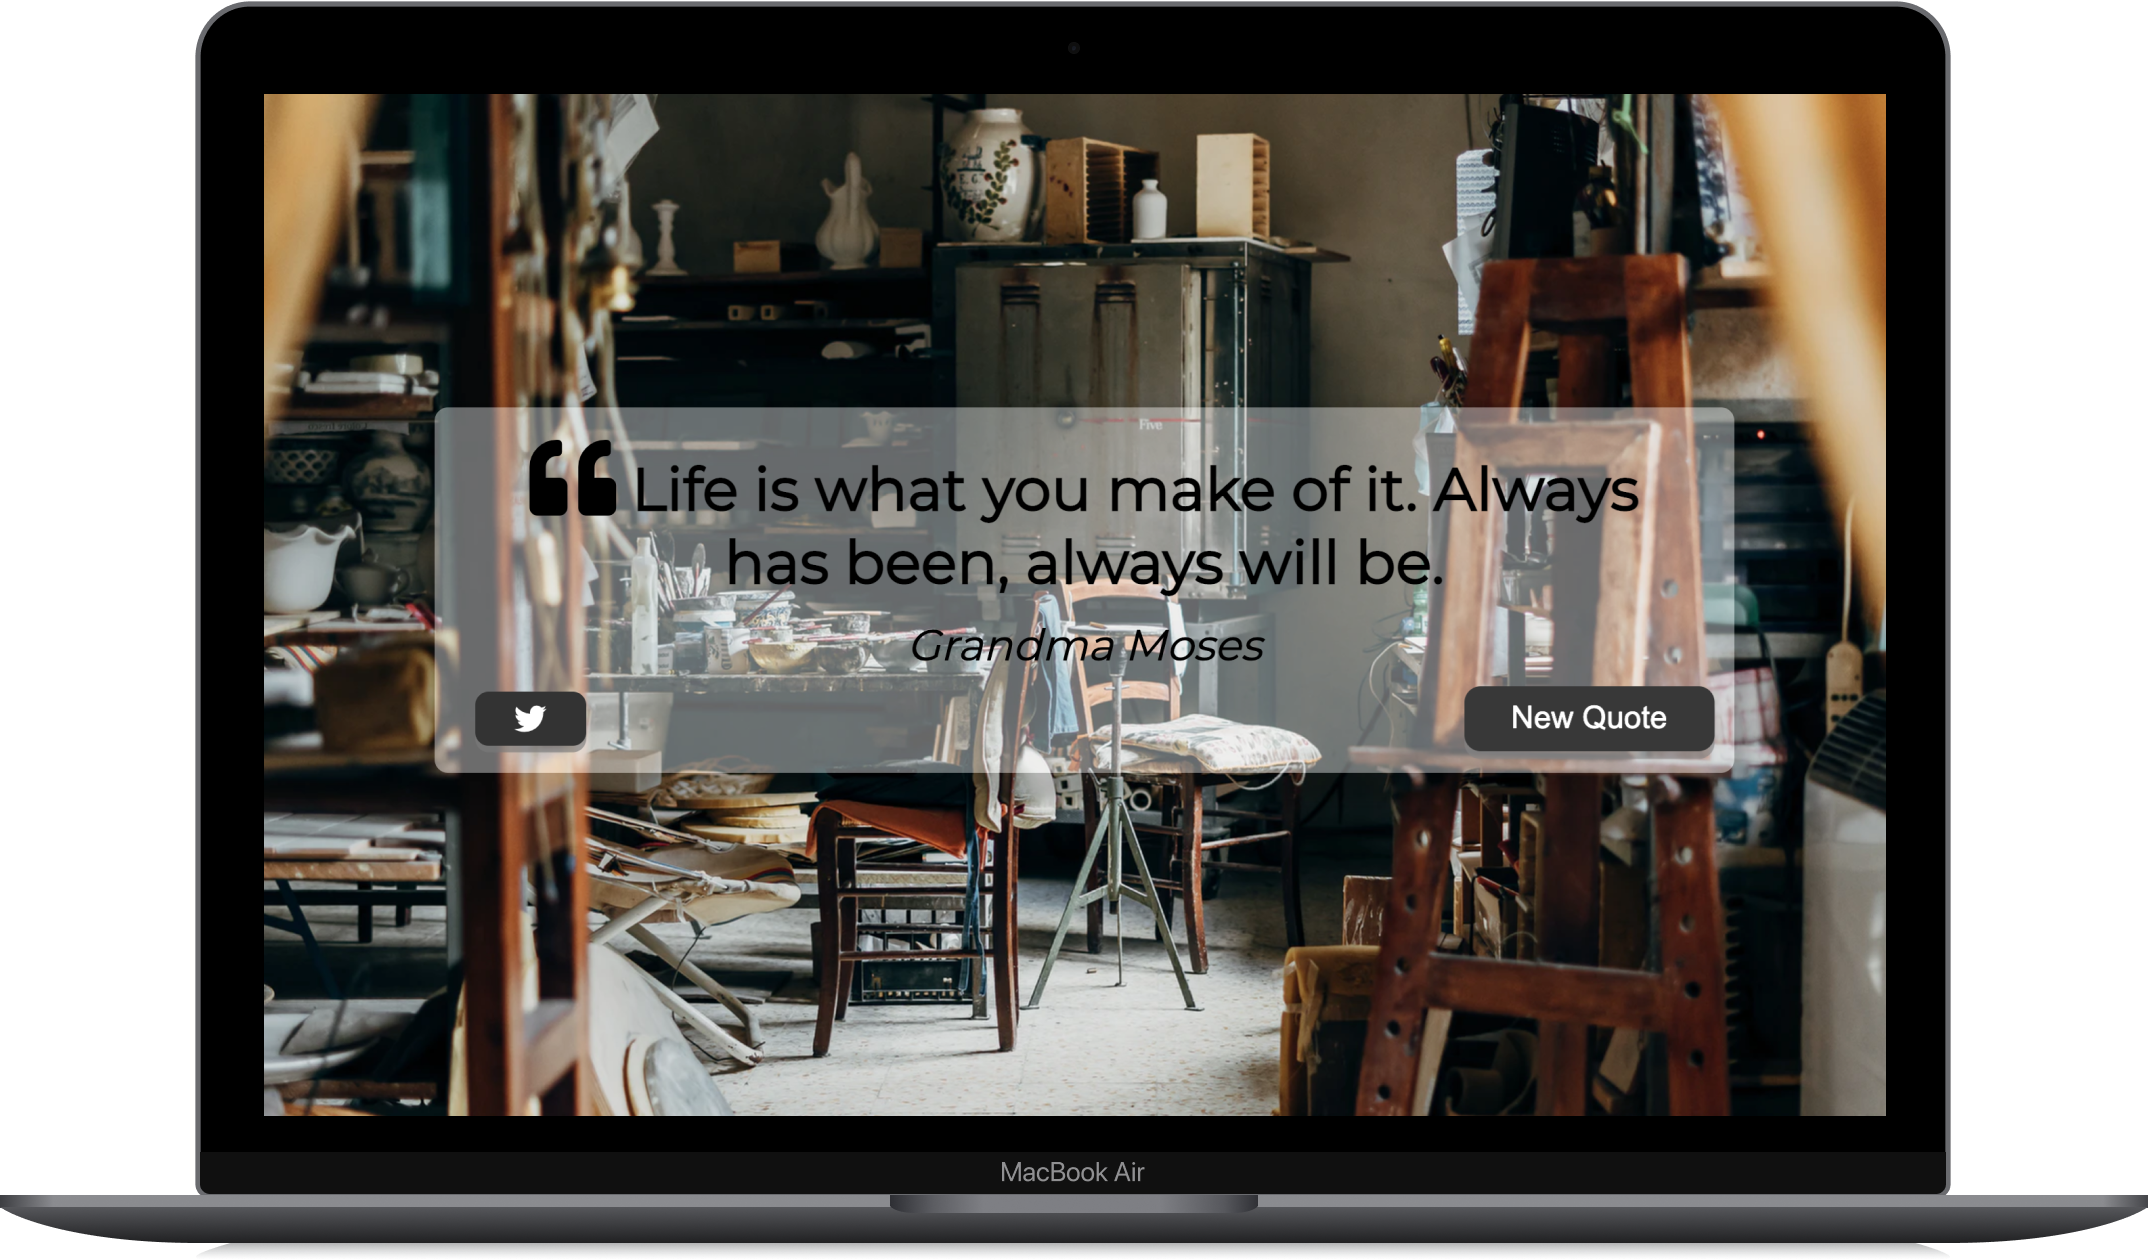 Five
Life is what you make of it. Always
has been, always will be.
Grandma Moses
New Quote
MacBook Air